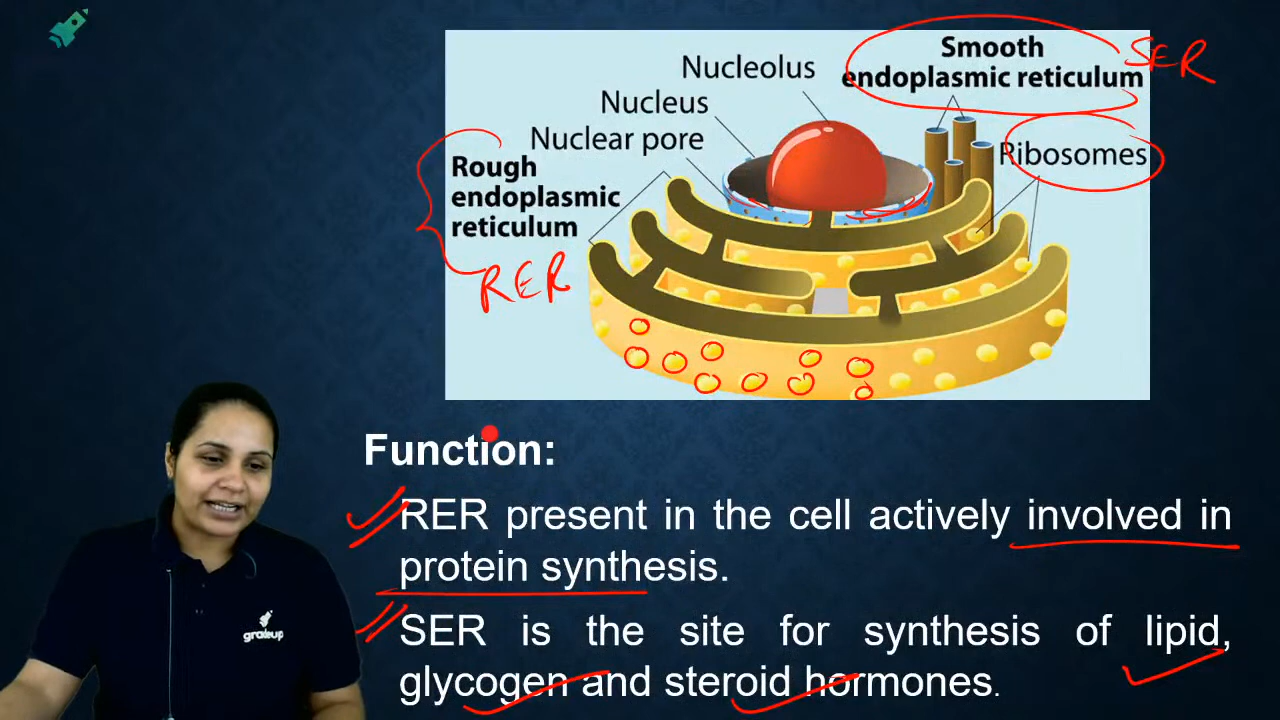 Smooth
endoplasmic reticulum
SER
Nucleolus
Nucleus
Nuclear pore
Ribosomes
Rough
endoplasmic
reticulum
RER
Function:
RER present in the cell actively involved in
protein synthesis.
SER is the site for synthesis of lipid,
glycogen and steroid hormones.
gradeup